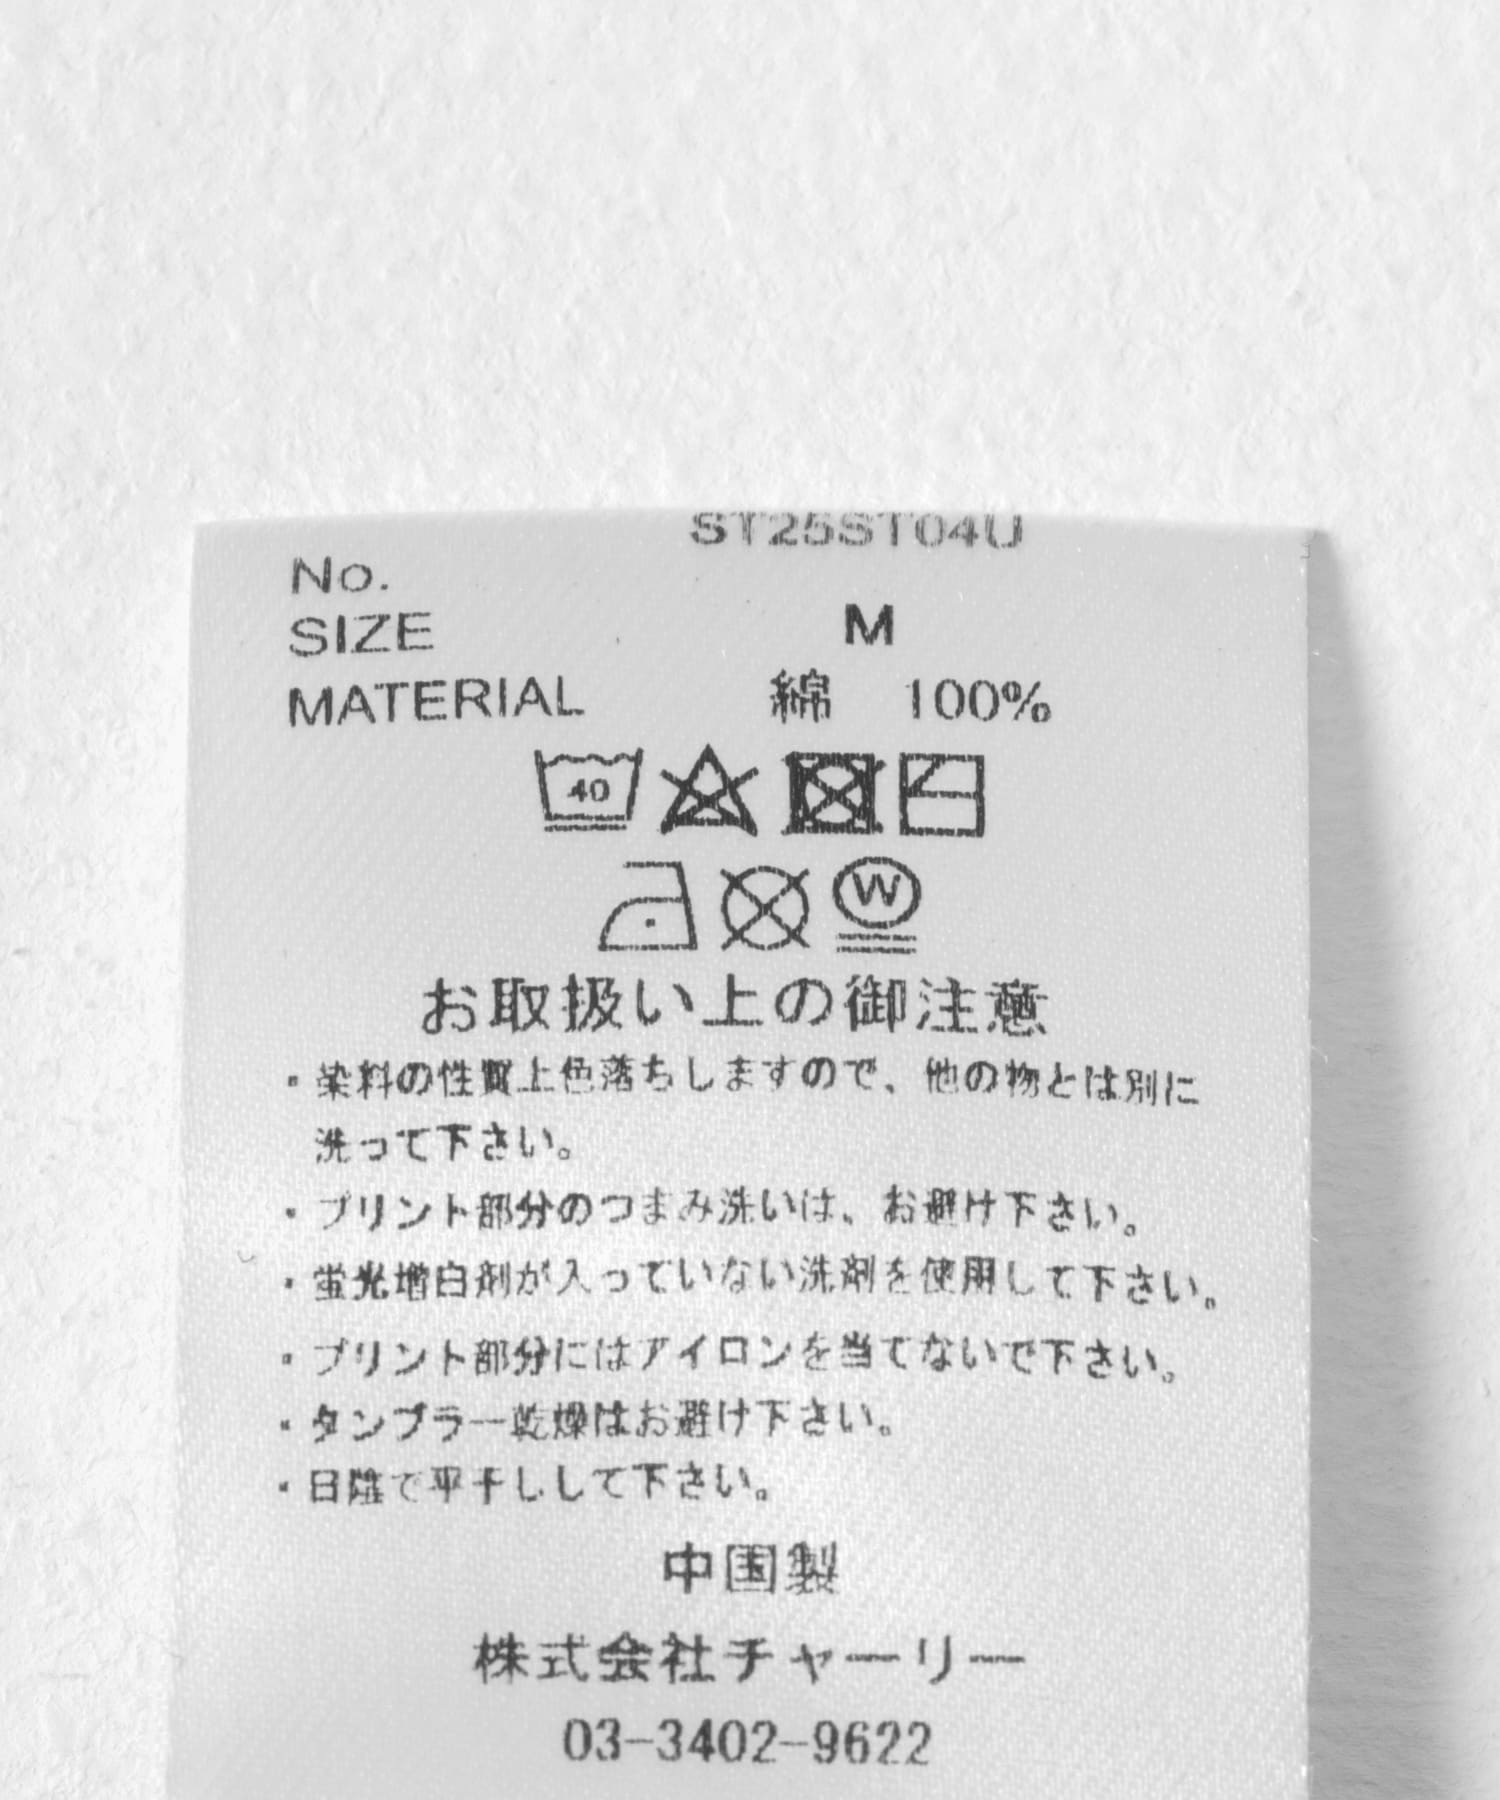 No. ST25ST04U
SIZE M
MATERIAL 綿 100%
40
W
お取扱い上の御注意
・染料の性質上色落ちしますので、他の物とは別に
洗って下さい。
・プリント部分のつまみ洗いは、お避け下さい。
・蛍光増白剤が入っていない洗剤を使用して下さい。
・プリント部分にはアイロンを当てないで下さい。
・タンブラー乾燥はお避け下さい。
・日陰で平干しして下さい。
中国製
株式会社チャーリー
03-3402-9622